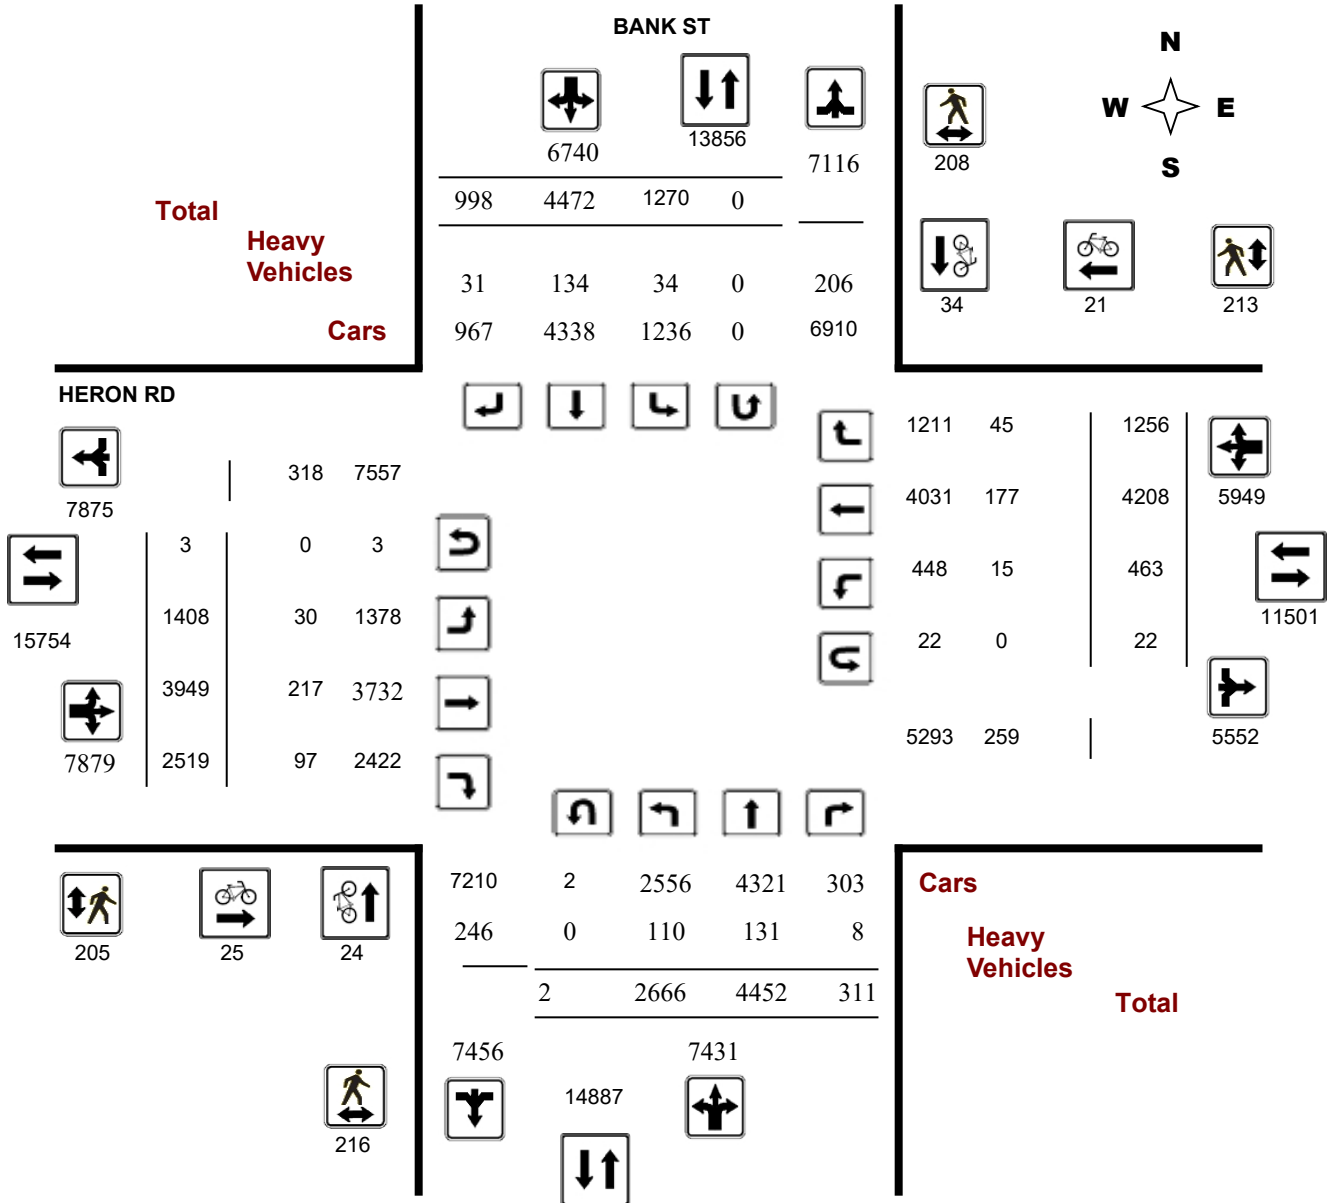 BANK ST
N
W E
S
6740 13856 7116 208
998 4472 1270 0
Total
Heavy
Vehicles
31 134 34 0 206 34 21 213
Cars 967 4338 1236 0 6910
HERON RD
1211 45 1256
318 7557
7875 4031 177 4208 5949
3 0 3
448 15 463
1408 30 1378 11501
15754 22 0 22
3949 217 3732
5293 259 5552
7879 2519 97 2422
7210 2 2556 4321 303 Cars
205 25 24 246 0 110 131 8 Heavy
Vehicles
2 2666 4452 311 Total
7456 7431
14887
216